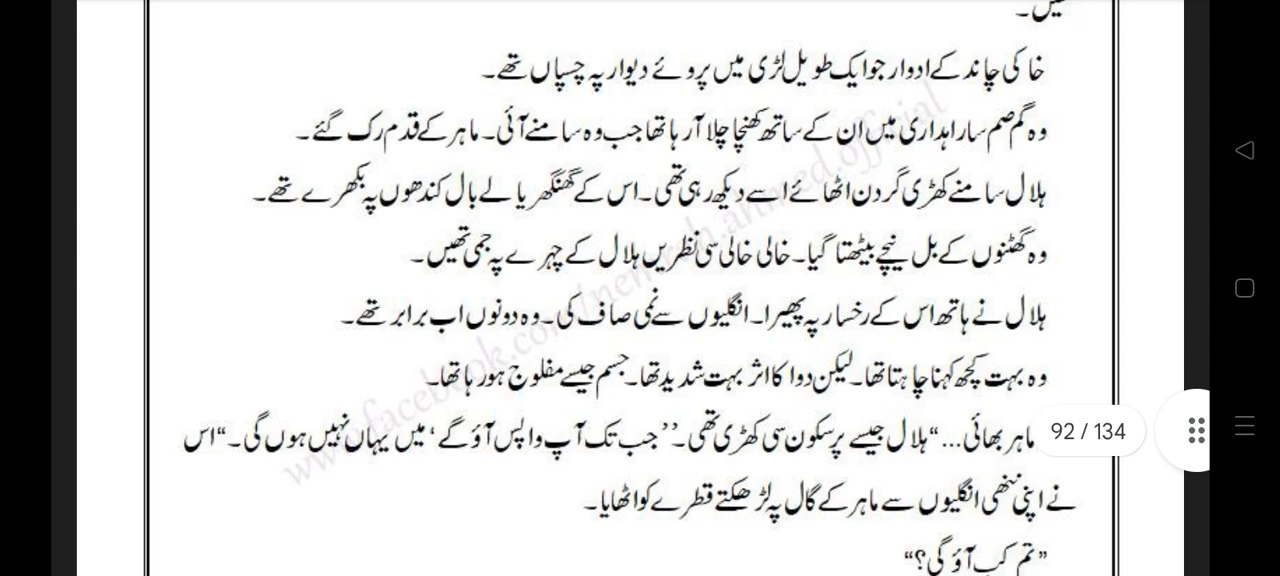 خاکی چاند کے ادوار جو ایک طویل لڑی میں پروئے دیوار پہ چسپاں تھے۔
وہ گم صم سا راہداری میں ان کے ساتھ کھنچا چلا آ رہا تھا جب وہ سامنے آئی۔ ماہر کے قدم رک گئے۔
ہلال سامنے کھڑی گردن اٹھائے اسے دیکھ رہی تھی۔ اس کے گھنگھریالے بال کندھوں پہ بکھرے تھے۔
وہ گھٹنوں کے بل نیچے بیٹھتا گیا۔ خالی خالی سی نظریں ہلال کے چہرے پہ جمی تھیں۔
ہلال نے ہاتھ اس کے رخسار پہ پھیرا۔ انگلیوں سے نمی صاف کی۔ وہ دونوں اب برابر تھے۔
وہ بہت کچھ کہنا چاہتا تھا۔ لیکن دوا کا اثر بہت شدید تھا۔ جسم جیسے مفلوج ہو رہا تھا۔
ماہر بھائی...“ ہلال جیسے پرسکون سی کھڑی تھی۔ ’’جب تک آپ واپس آؤ گے‘ میں یہاں نہیں ہوں گی۔“ اس
نے اپنی ننھی انگلیوں سے ماہر کے گال پہ لڑھکتے قطرے کو اٹھایا۔
”تم کب آؤ گی؟“
92 / 134
www.facebook.com/nemrah.ahmed.official